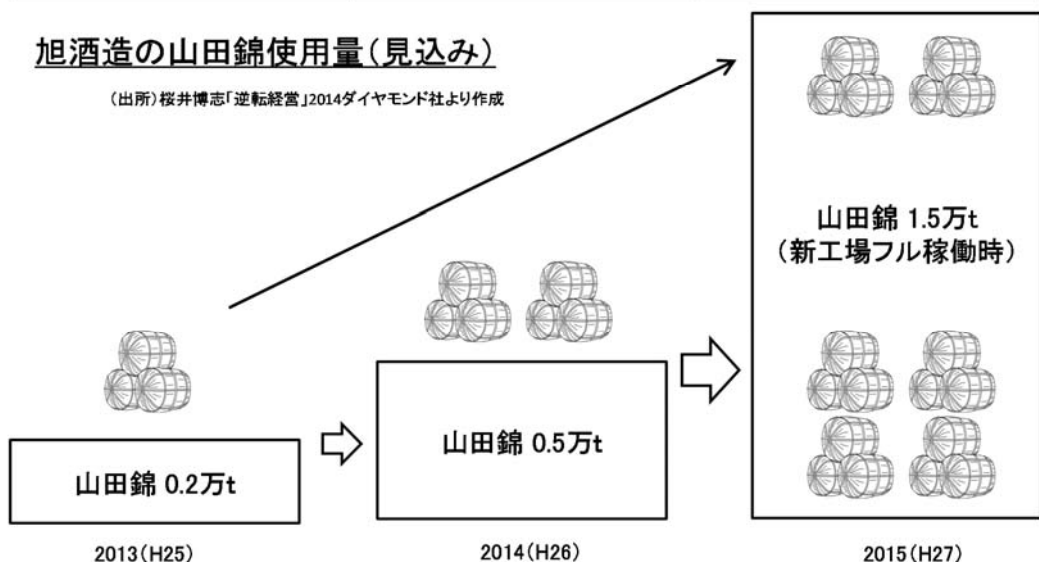 旭酒造の山田錦使用量(見込み)
(出所)桜井博志「逆転経営」2014ダイヤモンド社より作成
山田錦 1.5万t
(新工場フル稼働時)
山田錦 0.5万t
山田錦 0.2万t
2013(H25)
2014(H26)
2015(H27)